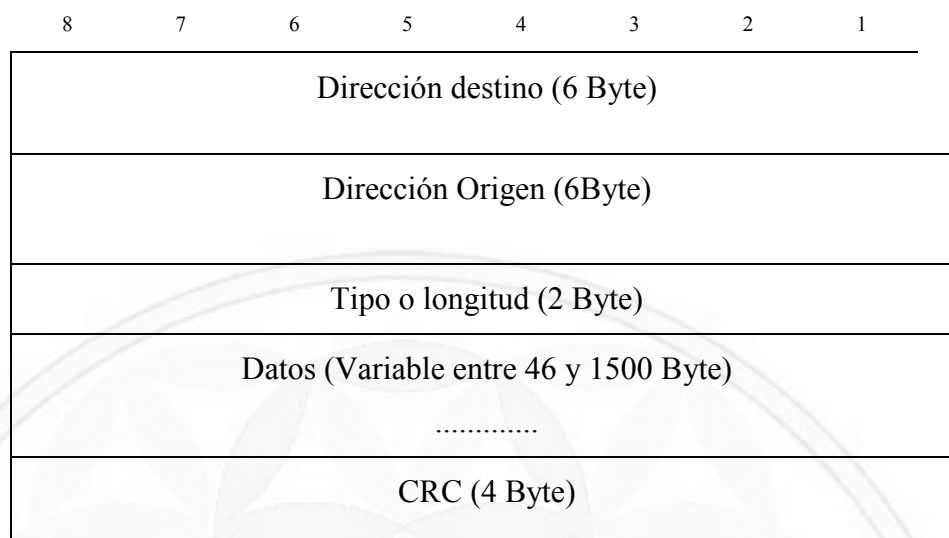 8 7 6 5 4 3 2 1
Dirección destino (6 Byte)
Dirección Origen (6Byte)
Tipo o longitud (2 Byte)
Datos (Variable entre 46 y 1500 Byte)
.............
CRC (4 Byte)